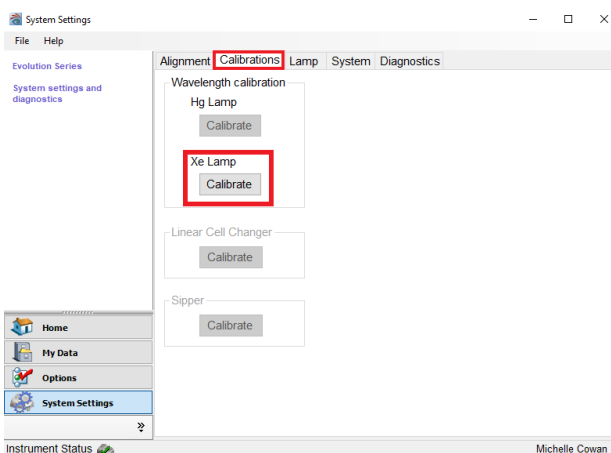 System Settings
File Help
Evolution Series
System settings and
diagnostics
Alignment Calibrations Lamp System Diagnostics
Wavelength calibration
Hg Lamp
Calibrate
Xe Lamp
Calibrate
Linear Cell Changer
Calibrate
Sipper
Calibrate
Home
My Data
Options
System Settings
Instrument Status
Michelle Cowan